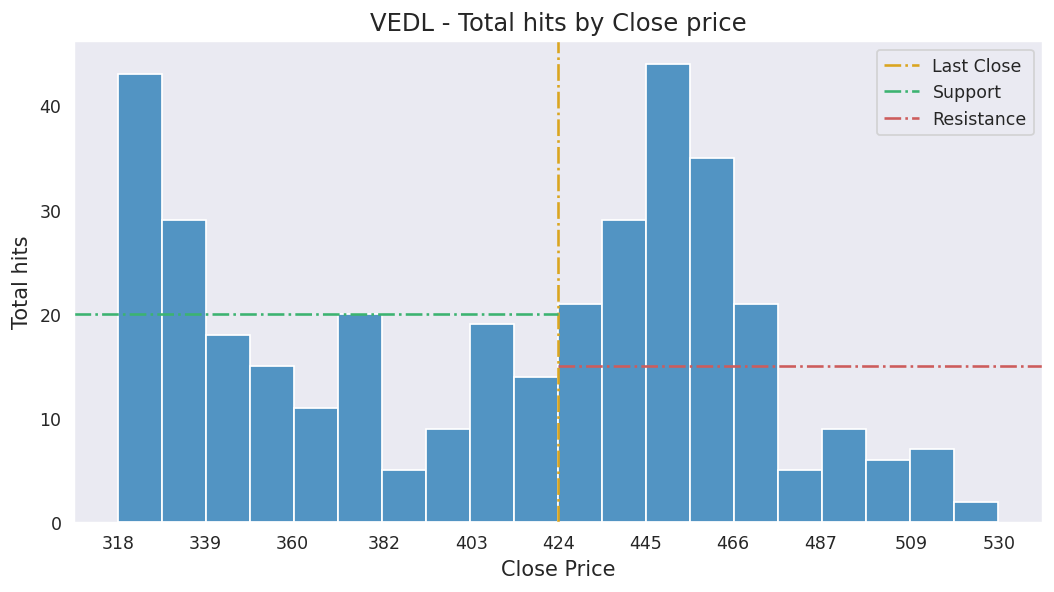 VEDL - Total hits by Close price
Last Close
Support
Resistance
Total hits
40
30
20
10
0
318 339 360 382 403 424 445 466 487 509 530
Close Price